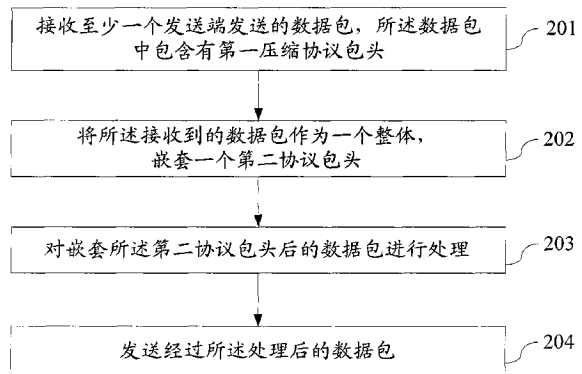 接收至少一个发送端发送的数据包，所述数据包
中包含有第一压缩协议包头
201
将所述接收到的数据包作为一个整体，
嵌套一个第二协议包头
202
对嵌套所述第二协议包头后的数据包进行处理
203
发送经过所述处理后的数据包
204